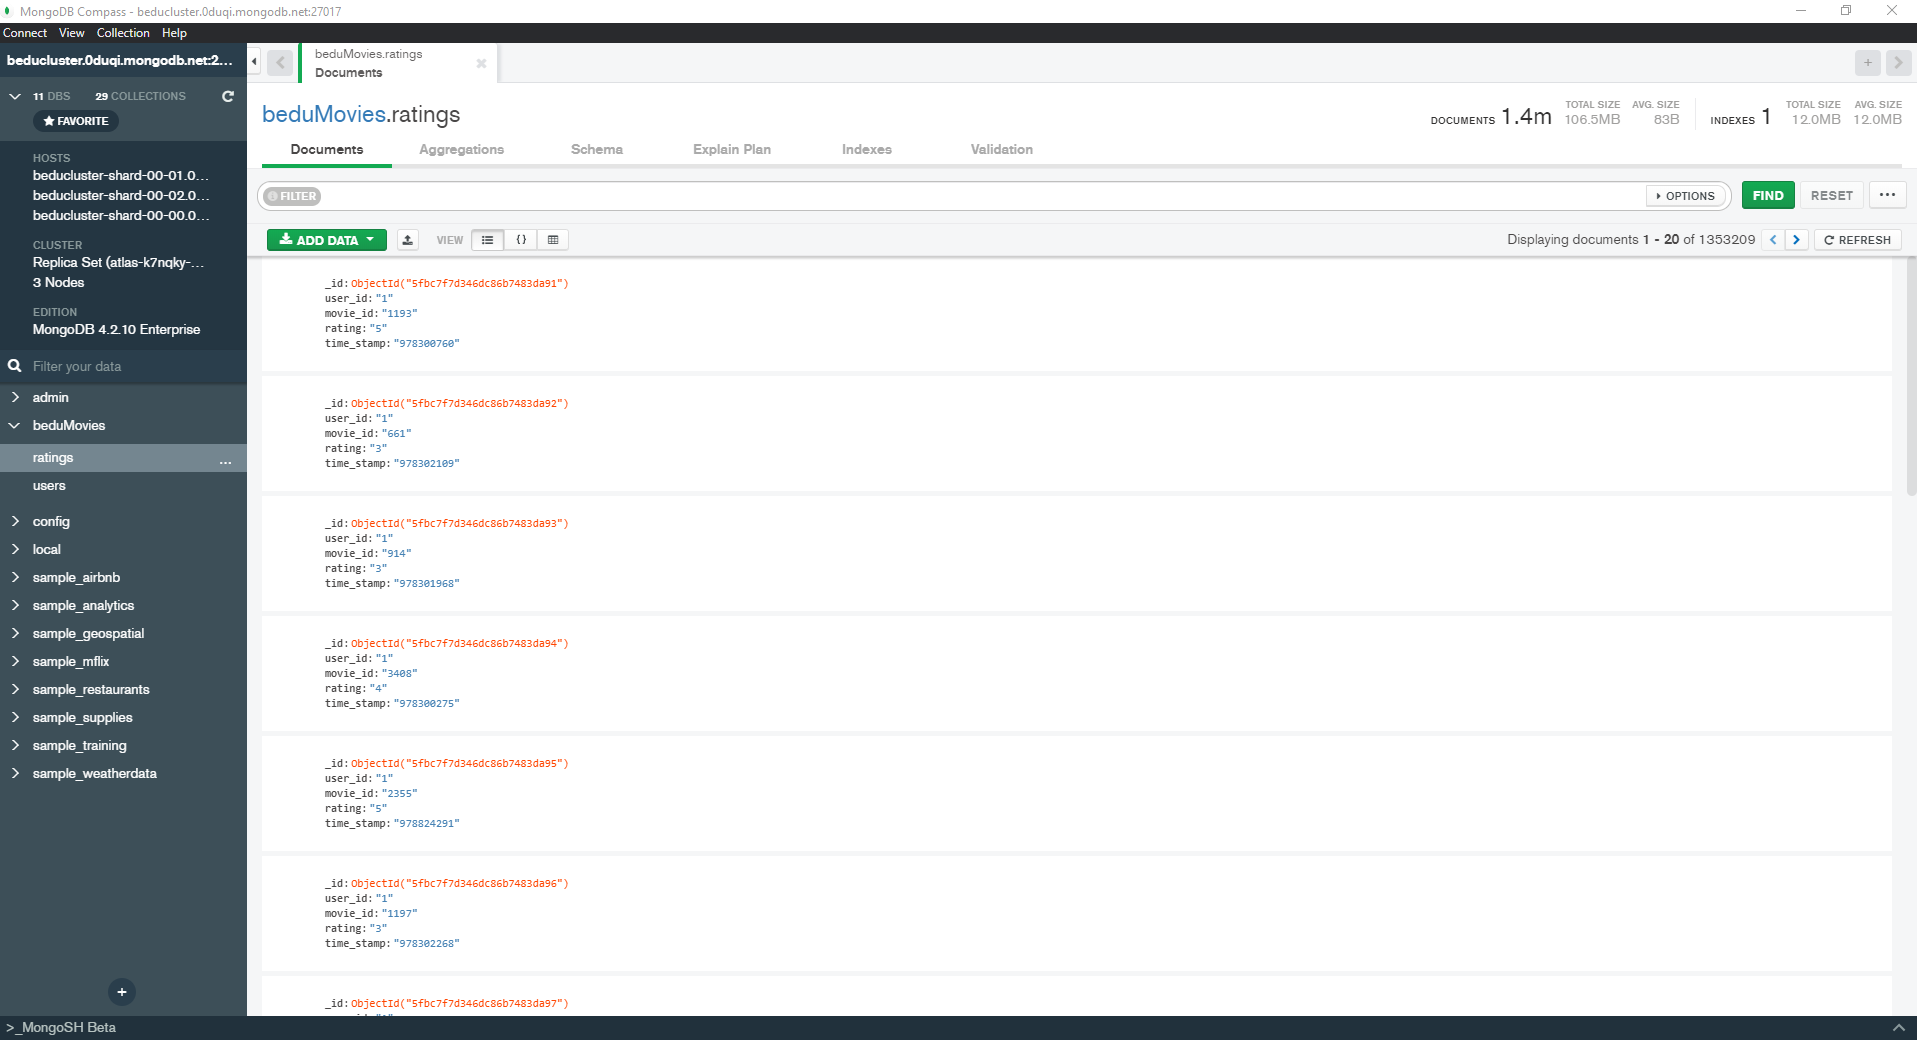 MongoDB Compass - beducluster.0duqi.mongodb.net:27017
Connect View Collection Help
beducluster.0duqi.mongodb.net:2...
11 DBS 29 COLLECTIONS
FAVORITE
HOSTS
beducluster-shard-00-01.0...
beducluster-shard-00-02.0...
beducluster-shard-00-00.0...
CLUSTER
Replica Set (atlas-k7nqky-...
3 Nodes
EDITION
MongoDB 4.2.10 Enterprise
Filter your data
admin
beduMovies
ratings ...
users
config
local
sample_airbnb
sample_analytics
sample_geospatial
sample_mflix
sample_restaurants
sample_supplies
sample_training
sample_weatherdata
+
beduMovies.ratings
Documents
beduMovies.ratings
DOCUMENTS 1.4m TOTAL SIZE 106.5MB AVG. SIZE 83B INDEXES 1 TOTAL SIZE 12.0MB AVG. SIZE 12.0MB
Documents Aggregations Schema Explain Plan Indexes Validation
FILTER OPTIONS FIND RESET ...
ADD DATA VIEW {} Displaying documents 1 - 20 of 1353209 REFRESH
_id: ObjectId("5fbc7f7d346dc86b7483da91")
user_id: "1"
movie_id: "1193"
rating: "5"
time_stamp: "978300760"
_id: ObjectId("5fbc7f7d346dc86b7483da92")
user_id: "1"
movie_id: "661"
rating: "3"
time_stamp: "978302109"
_id: ObjectId("5fbc7f7d346dc86b7483da93")
user_id: "1"
movie_id: "914"
rating: "3"
time_stamp: "978301968"
_id: ObjectId("5fbc7f7d346dc86b7483da94")
user_id: "1"
movie_id: "3408"
rating: "4"
time_stamp: "978300275"
_id: ObjectId("5fbc7f7d346dc86b7483da95")
user_id: "1"
movie_id: "2355"
rating: "5"
time_stamp: "978824291"
_id: ObjectId("5fbc7f7d346dc86b7483da96")
user_id: "1"
movie_id: "1197"
rating: "3"
time_stamp: "978302268"
_id: ObjectId("5fbc7f7d346dc86b7483da97")
>_MongoSH Beta